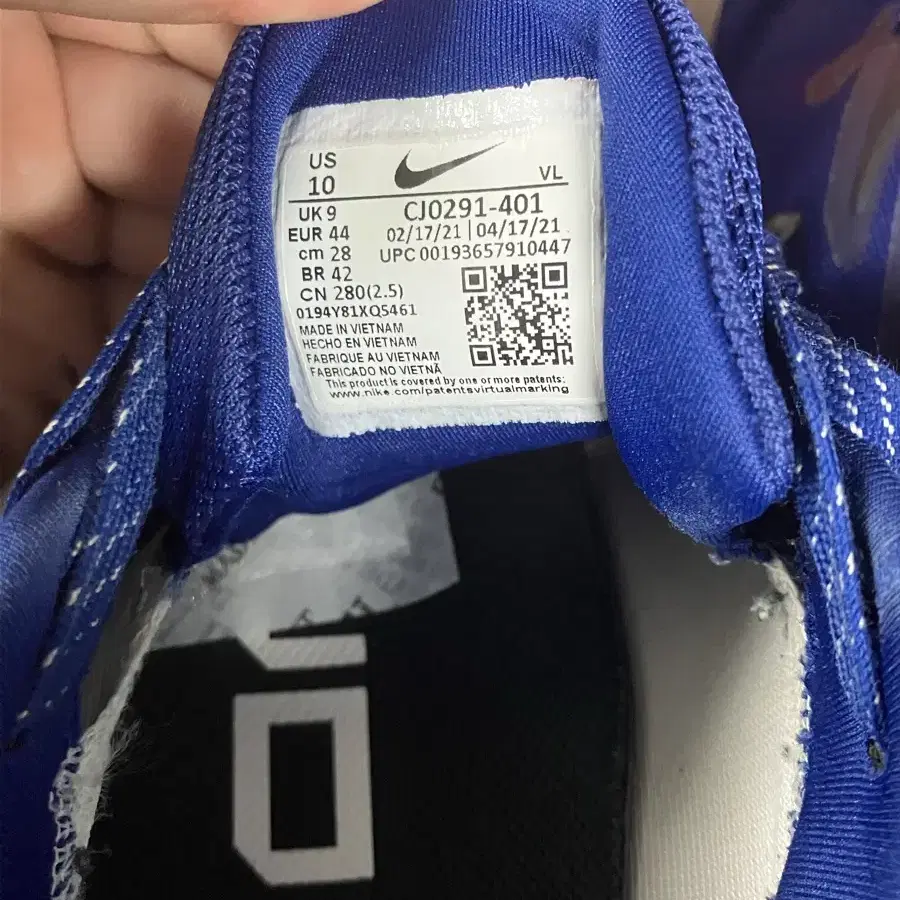 US
10
VL
UK 9
EUR 44
cm 28
BR 42
CN 280(2.5)
CJ0291-401
02/17/21 | 04/17/21
UPC 00193657910447
0194Y81XQ5461
MADE IN VIETNAM
HECHO EN VIETNAM
FABRIQUE AU VIETNAM
FABRICADO NO VIETNÃ
This product is covered by one or more patents:
www.nike.com/patentsvirtualmarking